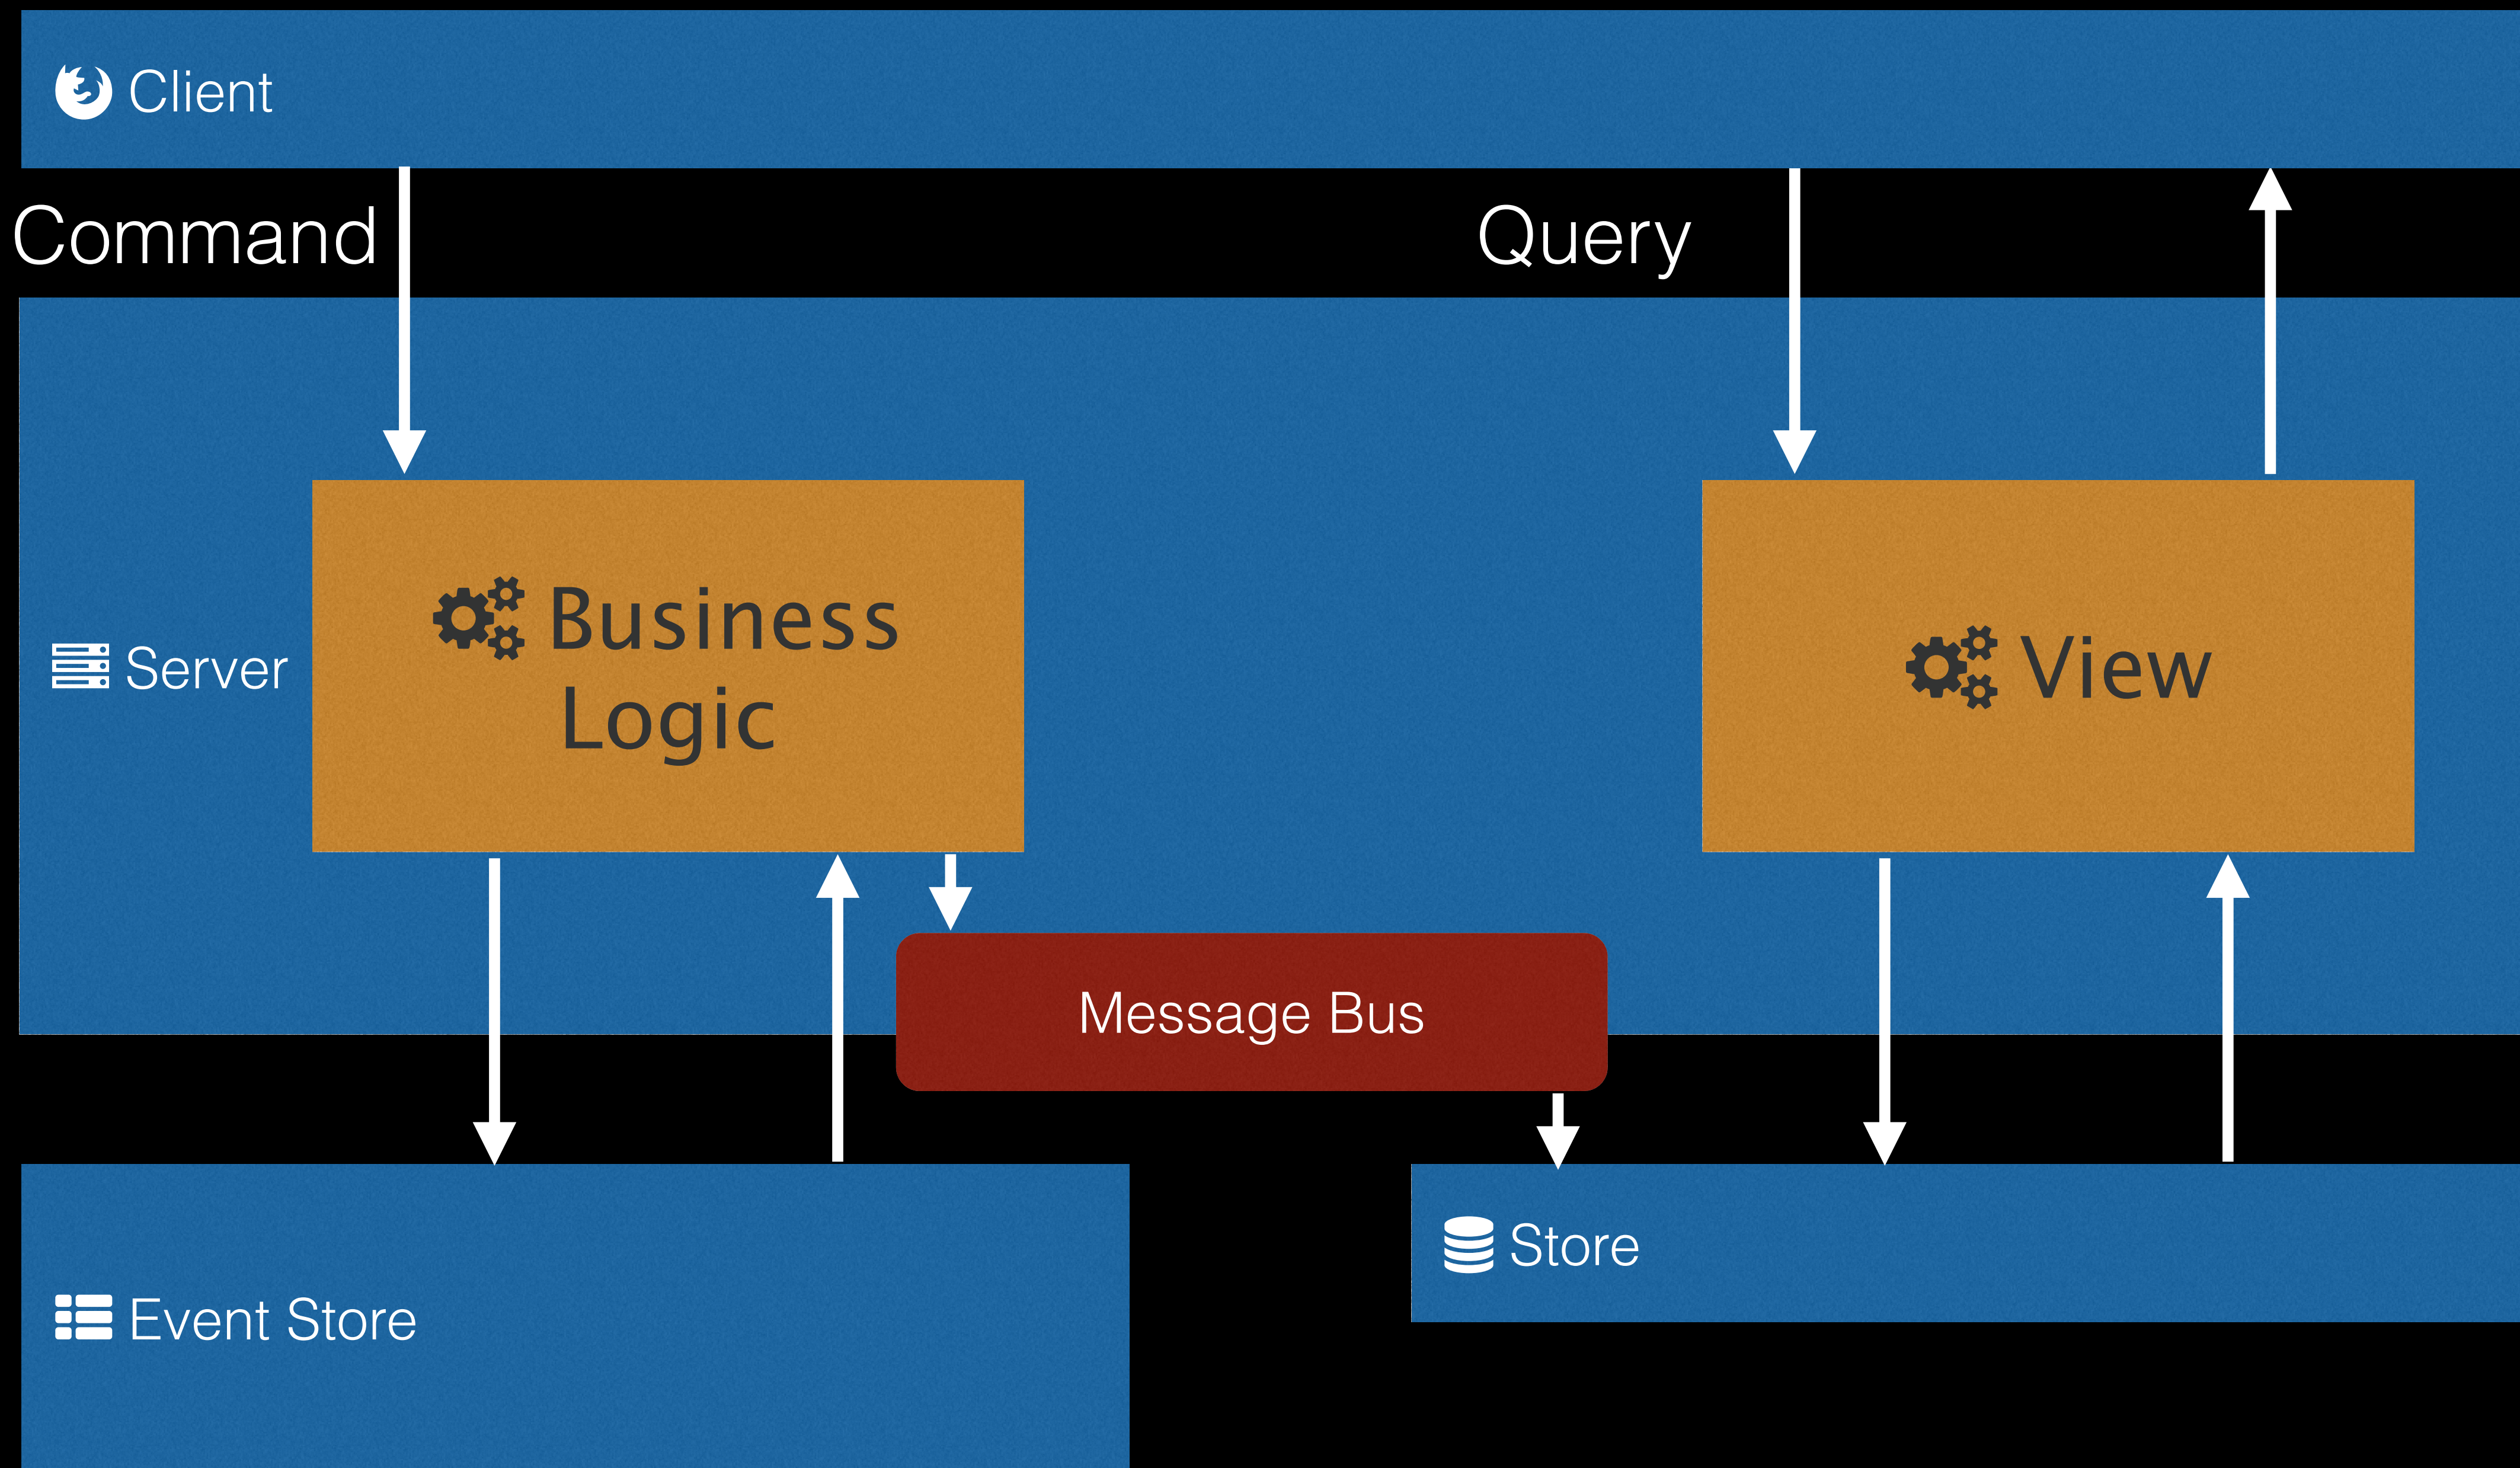 Client
Command
Query
Server
Business
Logic
View
Message Bus
Event Store
Store